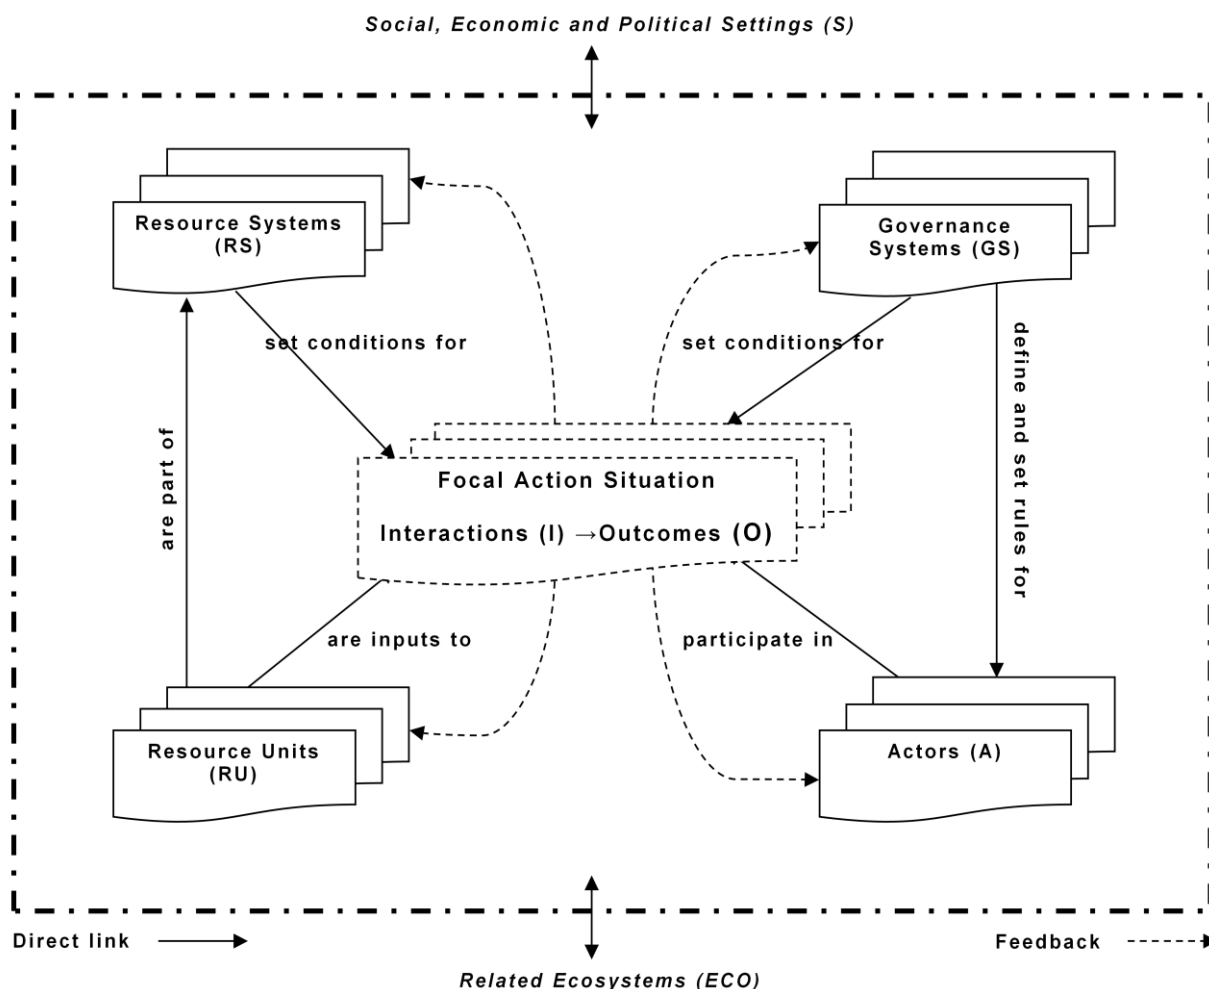 Social, Economic and Political Settings (S)
Resource Systems
(RS)
Governance
Systems (GS)
set conditions for
set conditions for
define and set rules for
are part of
Focal Action Situation
Interactions (I) →Outcomes (O)
are inputs to
participate in
Resource Units
(RU)
Actors (A)
Direct link
Feedback
Related Ecosystems (ECO)